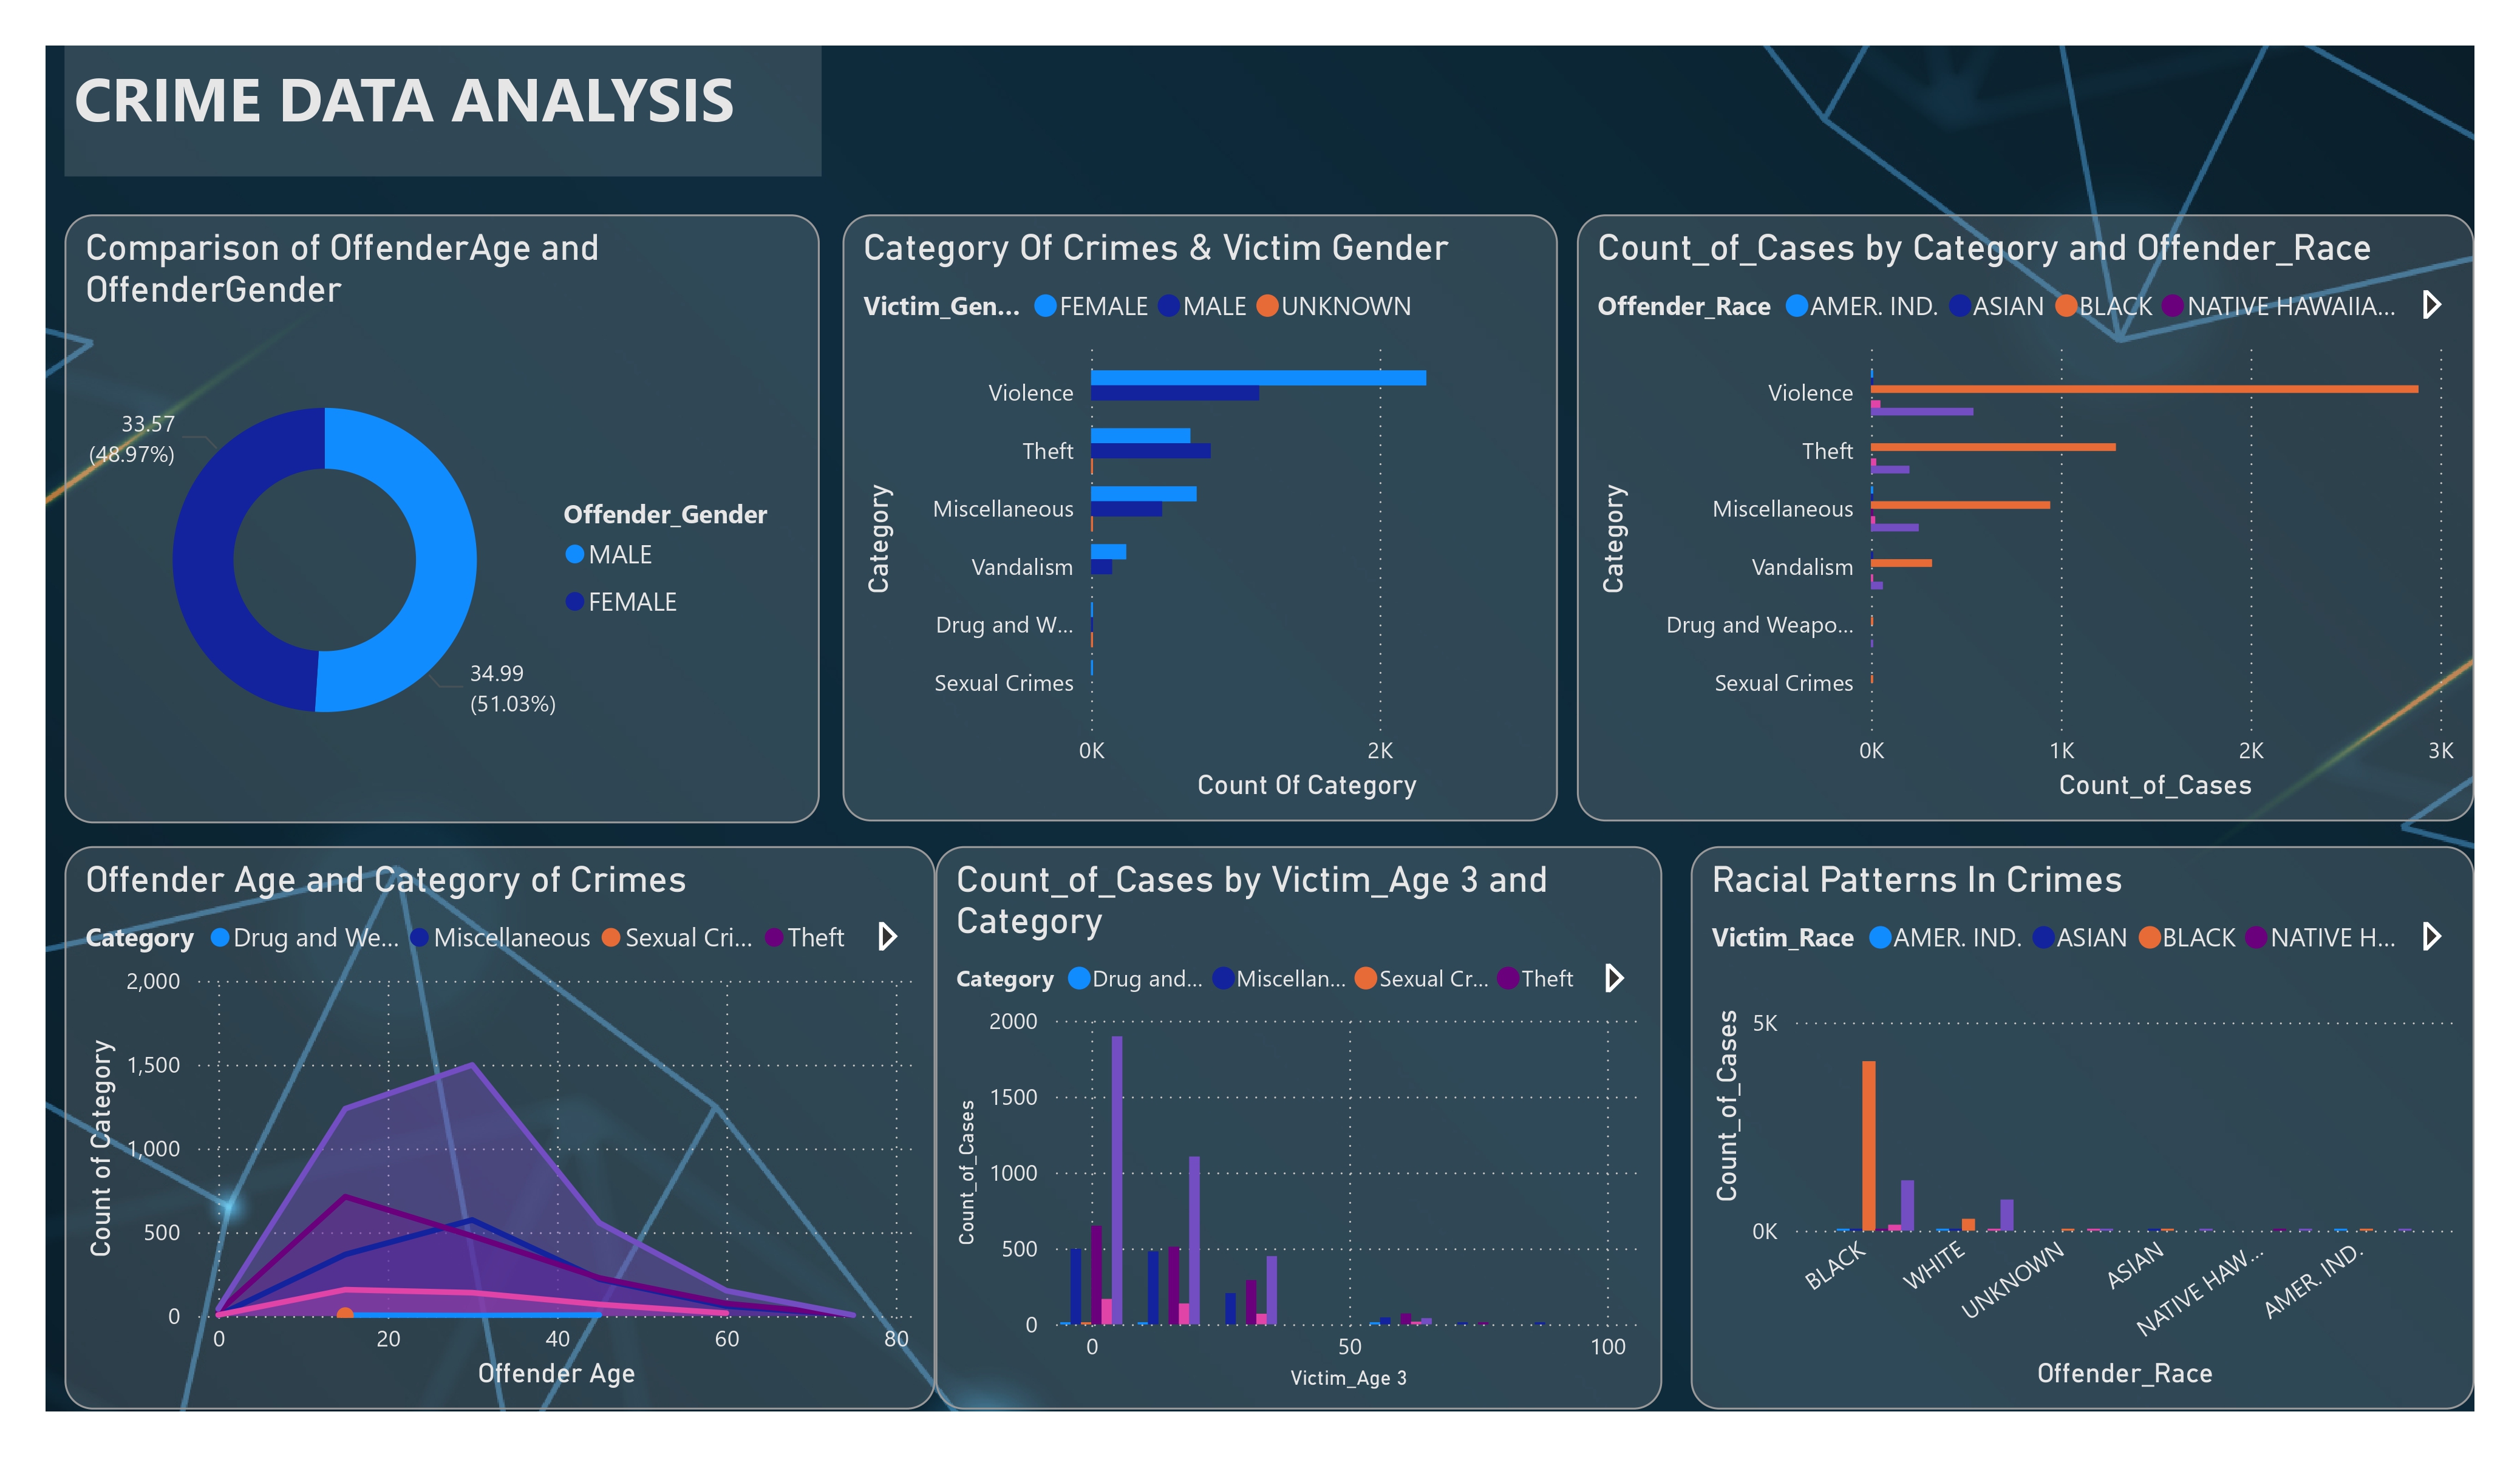 CRIME DATA ANALYSIS
Comparison of OffenderAge and
OffenderGender
33.57
(48.97%)
34.99
(51.03%)
Offender_Gender
MALE
FEMALE
Category Of Crimes & Victim Gender
Victim_Gen... FEMALE MALE UNKNOWN
Category
Violence
Theft
Miscellaneous
Vandalism
Drug and W...
Sexual Crimes
0K 2K
Count Of Category
Count_of_Cases by Category and Offender_Race
Offender_Race AMER. IND. ASIAN BLACK NATIVE HAWAIIA...
Category
Violence
Theft
Miscellaneous
Vandalism
Drug and Weapo...
Sexual Crimes
0K 1K 2K 3K
Count_of_Cases
Offender Age and Category of Crimes
Category Drug and We... Miscellaneous Sexual Cri... Theft
Count of Category
2,000
1,500
1,000
500
0
0 20 40 60 80
Offender Age
Count_of_Cases by Victim_Age 3 and
Category
Category Drug and... Miscellan... Sexual Cr... Theft
Count_of_Cases
2000
1500
1000
500
0
0 50 100
Victim_Age 3
Racial Patterns In Crimes
Victim_Race AMER. IND. ASIAN BLACK NATIVE H...
Count_of_Cases
5K
0K
BLACK WHITE UNKNOWN ASIAN NATIVE HAW... AMER. IND.
Offender_Race